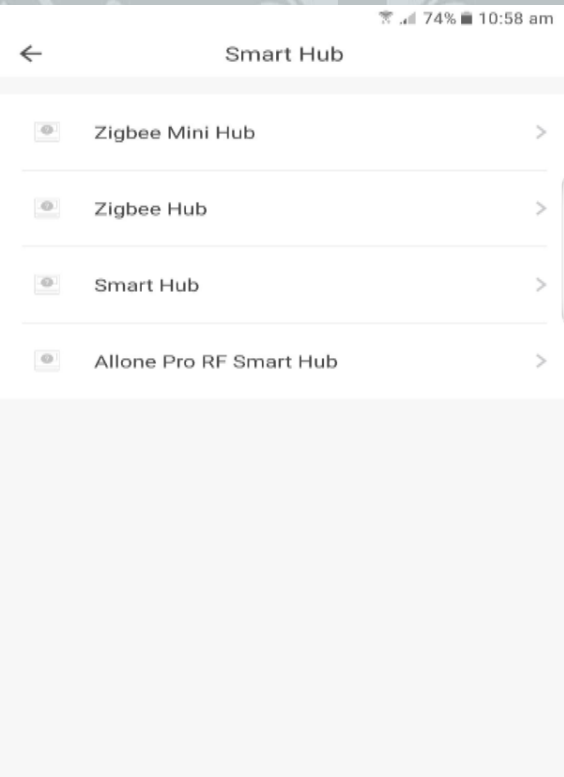 74% 10:58 am
Smart Hub
Zigbee Mini Hub
Zigbee Hub
Smart Hub
Allone Pro RF Smart Hub